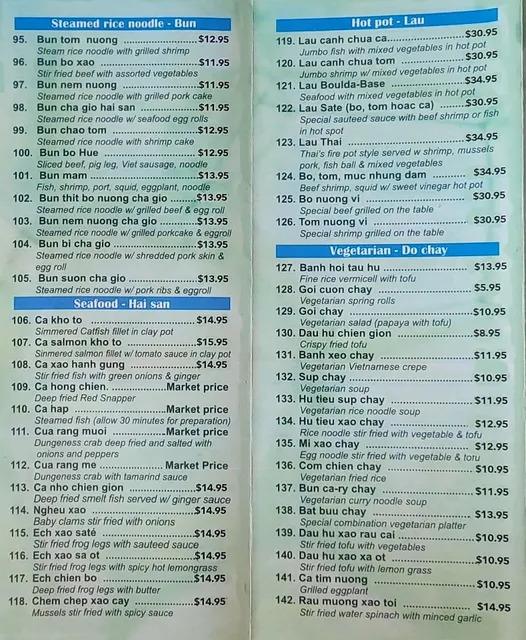 Steamed rice noodle - Bun
95. Bun tom nuong ...$12.95
Steam rice noodle with grilled shrimp
96. Bun bo xao ...$11.95
Stir fried beef with assorted vegetables
97. Bun nem nuong ...$11.95
Steamed rice noodle with grilled pork cake
98. Bun cha gio hai san ...$11.95
Steamed rice noodle w/ seafood egg rolls
99. Bun chao tom ...$12.95
Steamed rice noodle with shrimp cake
100. Bun bo Hue ...$12.95
Sliced beef, pig leg, Viet sausage, noodle
101. Bun mam ...$13.95
Fish, shrimp, port, squid, eggplant, noodle
102. Bun thit bo nuong cha gio ...$13.95
Steamed rice noodle w/ grilled beef & egg roll
103. Bun nem nuong cha gio ...$13.95
Steamed rice noodle w/ grilled porkcake & eggroll
104. Bun bi cha gio ...$13.95
Steamed rice noodle w/ shredded pork skin &
egg roll
105. Bun suon cha gio ...$13.95
Steamed rice noodle w/ pork ribs & eggroll
Seafood - Hai san
106. Ca kho to ...$14.95
Simmered Catfish fillet in clay pot
107. Ca salmon kho to ...$15.95
Sinmered salmon fillet w/ tomato sauce in clay pot
108. Ca xao hanh gung ...$14.95
Stir fried fish with green onions & ginger
109. Ca hong chien. ...Market price
Deep fried Red Snapper
110. Ca hap ...Market price
Steamed fish (allow 30 minutes for preparation)
111. Cua rang muoi ...Market price
Dungeness crab deep fried and salted with
onions and peppers
112. Cua rang me ... Market Price
Dungeness crab with tamarind sauce
113. Ca nho chien gion ...$14.95
Deep fried smelt fish served w/ ginger sauce
114. Ngheu xao ...$14.95
Baby clams stir fried with onions
115. Ech xao saté ...$14.95
Stir fried frog legs with sauteed sauce
116. Ech xao sa ot ...$14.95
Stir fried frog legs with spicy hot lemongrass
117. Ech chien bo ...$14.95
Deep fried frog legs with butter
118. Chem chep xao cay ...$14.95
Mussels stir fried with spicy sauce
Hot pot - Lau
119. Lau canh chua ca...$30.95
Jumbo fish with mixed vegetables in hot pot
120. Lau canh chua tom ...$30.95
Jumbo shrimp w/ mixed vegetables in hot pot
121. Lau Boulda-Base ...$34.95
Seafood with mixed vegetables in hot pot
122. Lau Sate (bo, tom hoac ca) ...$30.95
Special sauteed sauce with beef shrimp or fish
in hot spot
123. Lau Thai ...$34.95
Thai's fire pot style served w shrimp, mussels
pork, fish ball & mixed vegetables
124. Bo, tom, muc nhung dam ...$34.95
Beef shrimp, squid w/ sweet vinegar hot pot
125. Bo nuong vi ...$30.95
Special beef grilled on the table
126. Tom nuong vi ...$30.95
Special shrimp grilled on the table
Vegetarian - Do chay
127. Banh hoi tau hu ...$13.95
Fine rice vermicell with tofu
128. Goi cuon chay ...$5.95
Vegetarian spring rolls
129. Goi chay ...$10.95
Vegetarian salad (papaya with tofu)
130. Dau hu chien gion ...$8.95
Crispy fried tofu
131. Banh xeo chay ...$11.95
Vegetarian Vietnamese crepe
132. Sup chay ...$10.95
Vegetarian soup
133. Hu tieu sup chay ...$11.95
Vegetarian rice noodle soup
134. Hu tieu xao chay ...$12.95
Rice noodle stir fried with vegetable & tofu
135. Mi xao chay ...$12.95
Egg noodle stir fried with vegetable & tofu
136. Com chien chay ...$10.95
Vegetarian fried rice
137. Bun ca-ry chay ...$11.95
Vegetarian curry noodle soup
138. Bat buu chay ...$13.95
Special combination vegetarian platter
139. Dau hu xao rau cai ...$10.95
Stir fried tofu with vegetables
140. Dau hu xao xa ot ...$10.95
Stir fried tofu with lemon grass
141. Ca tim nuong ...$10.95
Grilled eggplant
142. Rau muong xao toi ...$14.95
Stir fried water spinach with minced garlic